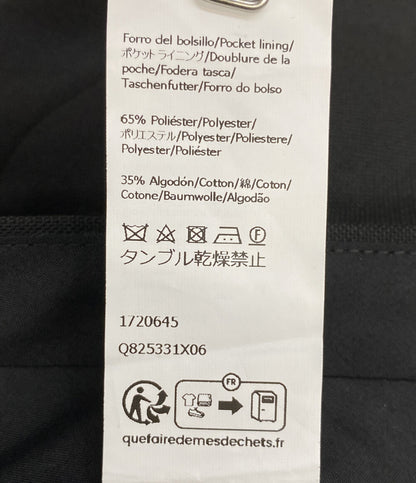 Forro del bolsillo/Pocket lining/
ポケットライニング/Doublure de la
poche/Fodera tasca/
Taschenfutter/Forro do bolso
65% Poliéster/Polyester/
ポリエステル/Polyester/Poliestere/
Polyester/Poliéster
35% Algodón/Cotton/綿/Coton/
Cotone/Baumwolle/Algodão
F
タンブル乾燥禁止
1720645
Q825331X06
FR
quefairedemesdechets.fr